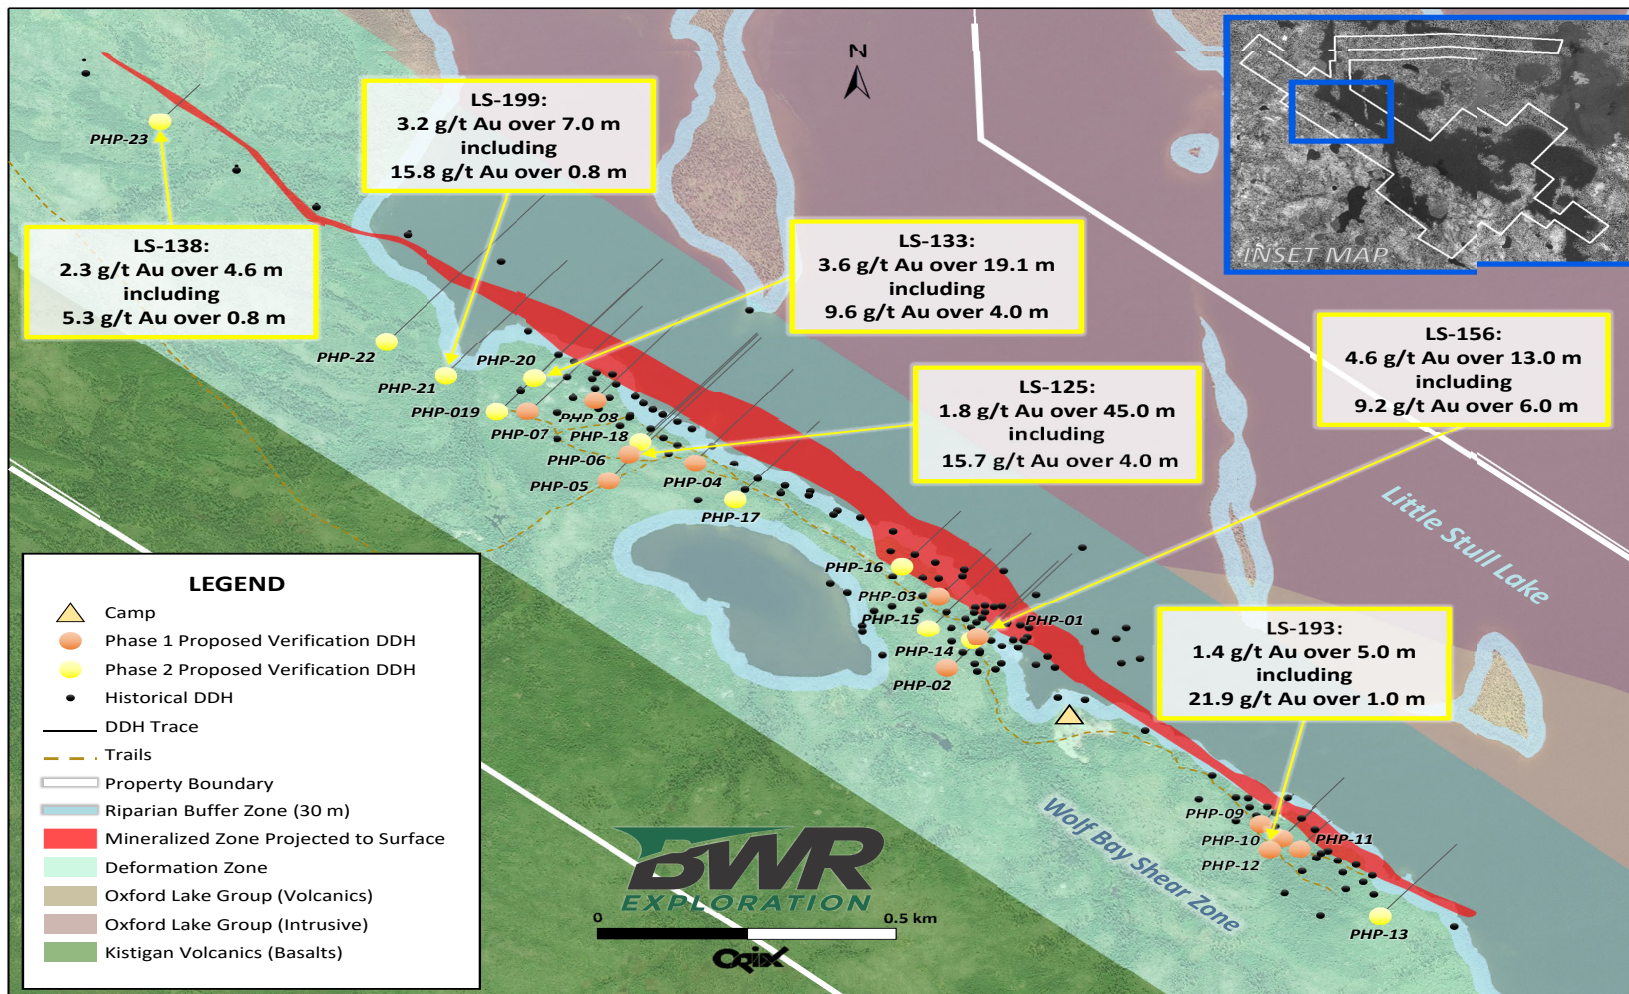 N
INSET MAP
LS-199:
3.2 g/t Au over 7.0 m
including
15.8 g/t Au over 0.8 m
PHP-23
LS-138:
2.3 g/t Au over 4.6 m
including
5.3 g/t Au over 0.8 m
LS-133:
3.6 g/t Au over 19.1 m
including
9.6 g/t Au over 4.0 m
LS-156:
4.6 g/t Au over 13.0 m
including
9.2 g/t Au over 6.0 m
LS-125:
1.8 g/t Au over 45.0 m
including
15.7 g/t Au over 4.0 m
PHP-22
PHP-20
PHP-21
PHP-019
PHP-08
PHP-07
PHP-18
PHP-06
PHP-05
PHP-04
PHP-17
Little Stull Lake
PHP-16
PHP-03
PHP-15
PHP-01
PHP-14
PHP-02
LS-193:
1.4 g/t Au over 5.0 m
including
21.9 g/t Au over 1.0 m
PHP-09
PHP-10
PHP-11
PHP-12
PHP-13
Wolf Bay Shear Zone
LEGEND
Camp
Phase 1 Proposed Verification DDH
Phase 2 Proposed Verification DDH
Historical DDH
DDH Trace
Trails
Property Boundary
Riparian Buffer Zone (30 m)
Mineralized Zone Projected to Surface
Deformation Zone
Oxford Lake Group (Volcanics)
Oxford Lake Group (Intrusive)
Kistigan Volcanics (Basalts)
BWR
EXPLORATION
0 0.5 km
Orix